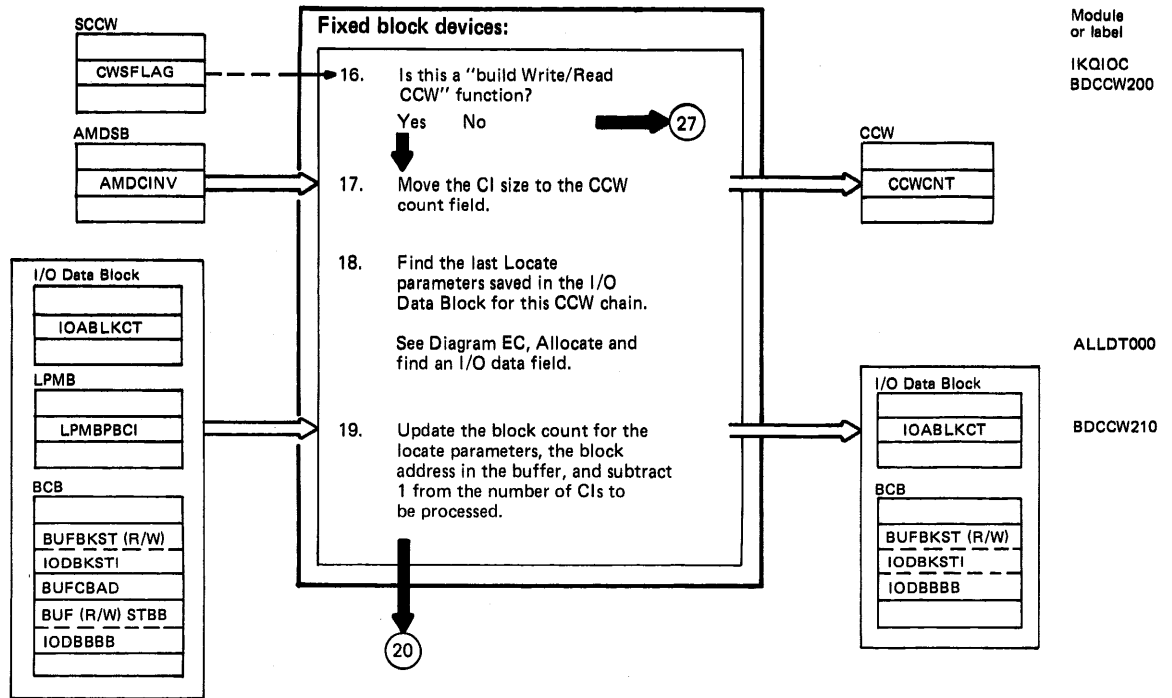 SCCW
CWSFLAG
AMDSB
AMDCINV
I/O Data Block
IOABLKCT
LPMB
LPMBPBCI
BCB
BUFBKST (R/W)
IODBKSTI
BUFCBAD
BUF (R/W) STBB
IODBBBB
Fixed block devices:
16. Is this a "build Write/Read
CCW" function?
Yes No
27
17. Move the CI size to the CCW
count field.
18. Find the last Locate
parameters saved in the I/O
Data Block for this CCW chain.
See Diagram EC, Allocate and
find an I/O data field.
19. Update the block count for the
locate parameters, the block
address in the buffer, and subtract
1 from the number of CIs to
be processed.
20
CCW
CCWCNT
I/O Data Block
IOABLKCT
BCB
BUFBKST (R/W)
IODBKSTI
IODBBBB
Module
or label
IKQIOC
BDCCW200
ALLDT000
BDCCW210